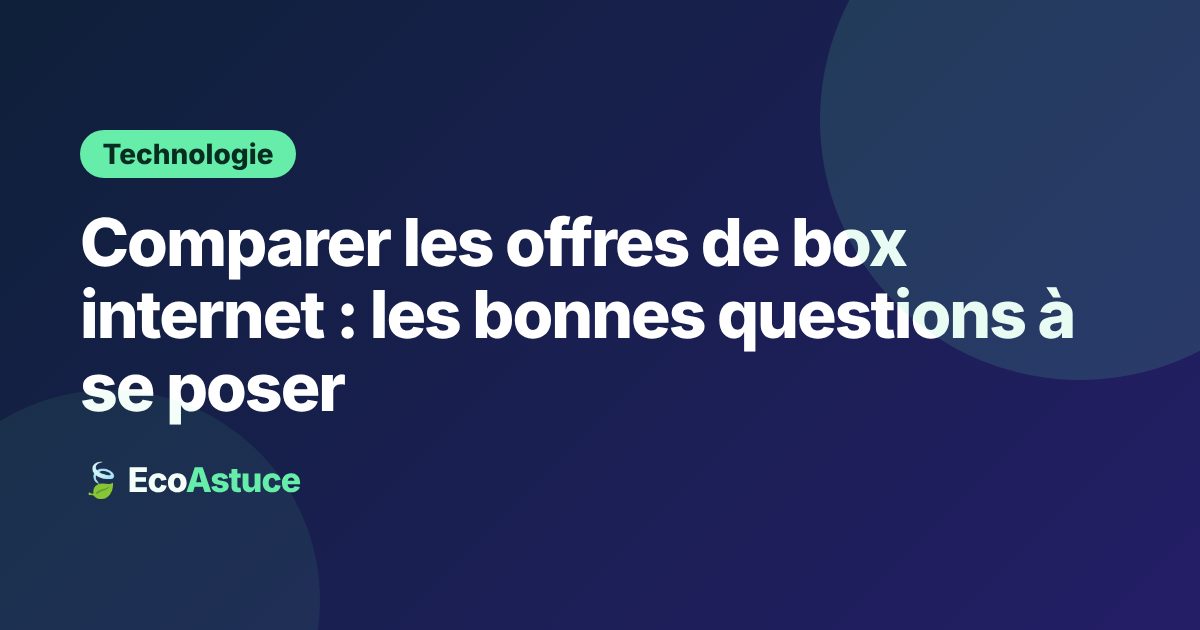 Technologie
Comparer les offres de box
internet : les bonnes questions à
se poser
EcoAstuce